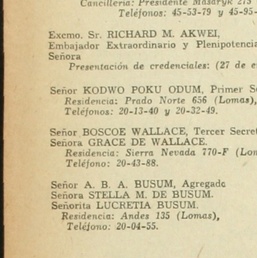 Cancillería: Presidente Masaryk
Teléfonos: 45-53-79 y 45-95-
Excmo. Sr. RICHARD M. AKWEI,
Embajador Extraordinario y Plenipotenc
Señora
Presentación de credenciales: (27 de e
Señor KODWO POKU ODUM, Primer S
Residencia: Prado Norte 656 (Lomas),
Teléfonos: 20-13-40 y 20-32-49.
Señor BOSCOE WALLACE, Tercer Secret
Señora GRACE DE WALLACE.
Residencia: Sierra Nevada 770-F (Lom
Teléfono: 20-43-88.
Señor A. B. A. BUSUM, Agregado
Señora STELLA M. DE BUSUM.
Señorita LUCRETIA BUSUM.
Residencia: Andes 135 (Lomas),
Teléfono: 20-04-55.